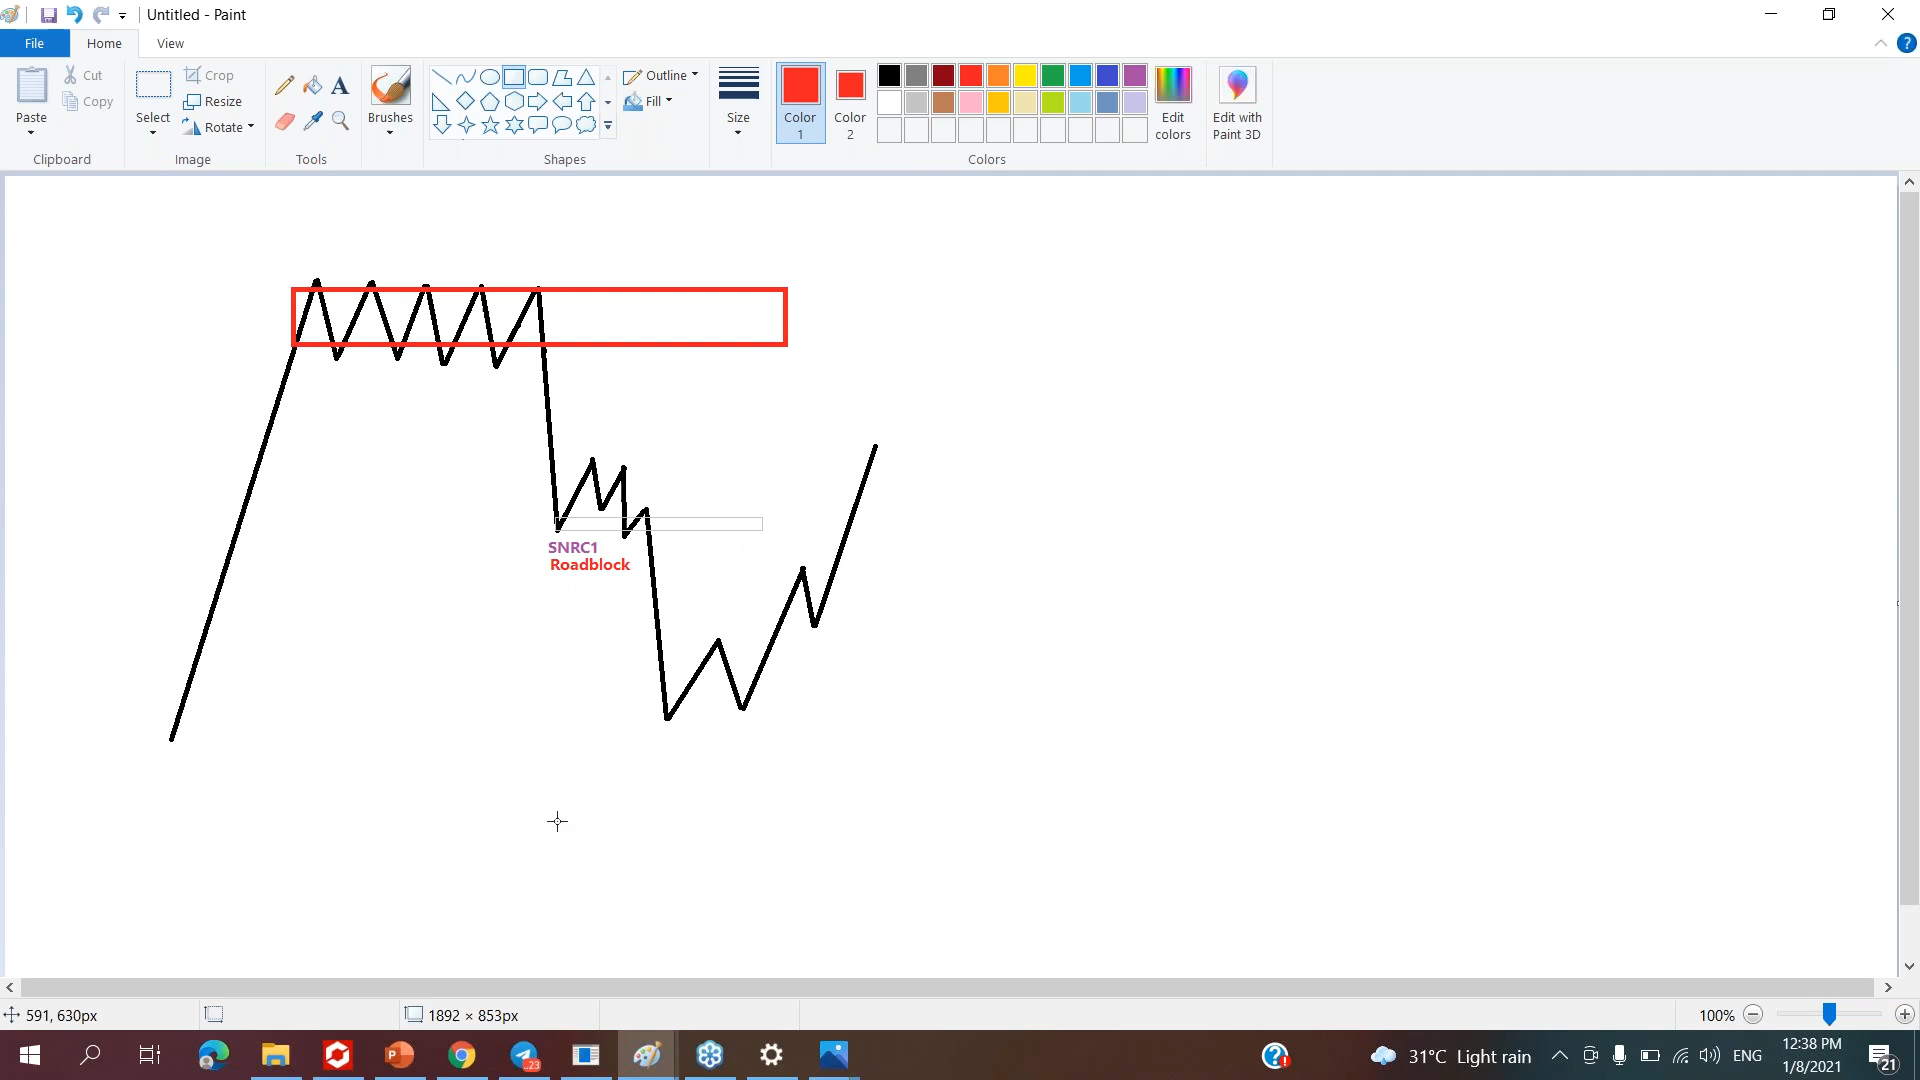 Untitled - Paint
File
Home
View
Cut
Copy
Paste
Clipboard
Crop
Resize
Rotate
Select
Image
A
Tools
Brushes
Shapes
Outline
Fill
Size
Color
1
Color
2
Colors
Edit
colors
Edit with
Paint 3D
?
SNRC1
Roadblock
591, 630px
1892 × 853px
100%
23
31°C Light rain
ENG
12:38 PM
1/8/2021
21